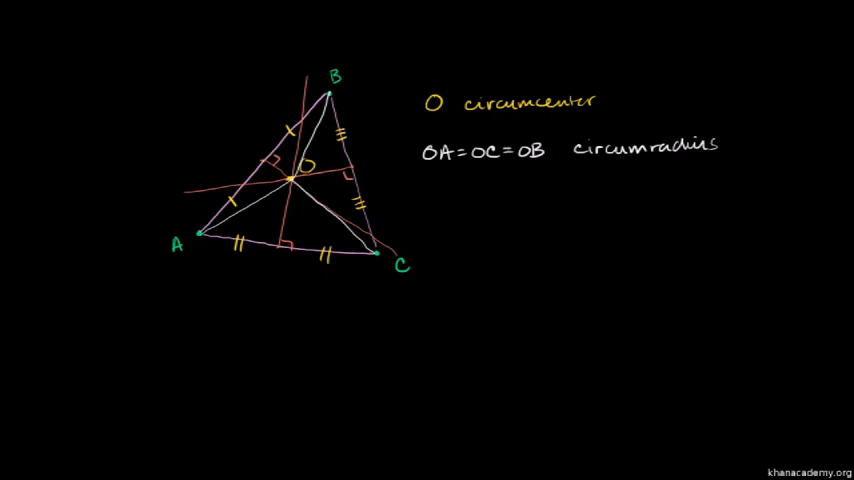 B
O circumcenter
OA=OC=OB circumradius
O
A
C
khanacademy.org